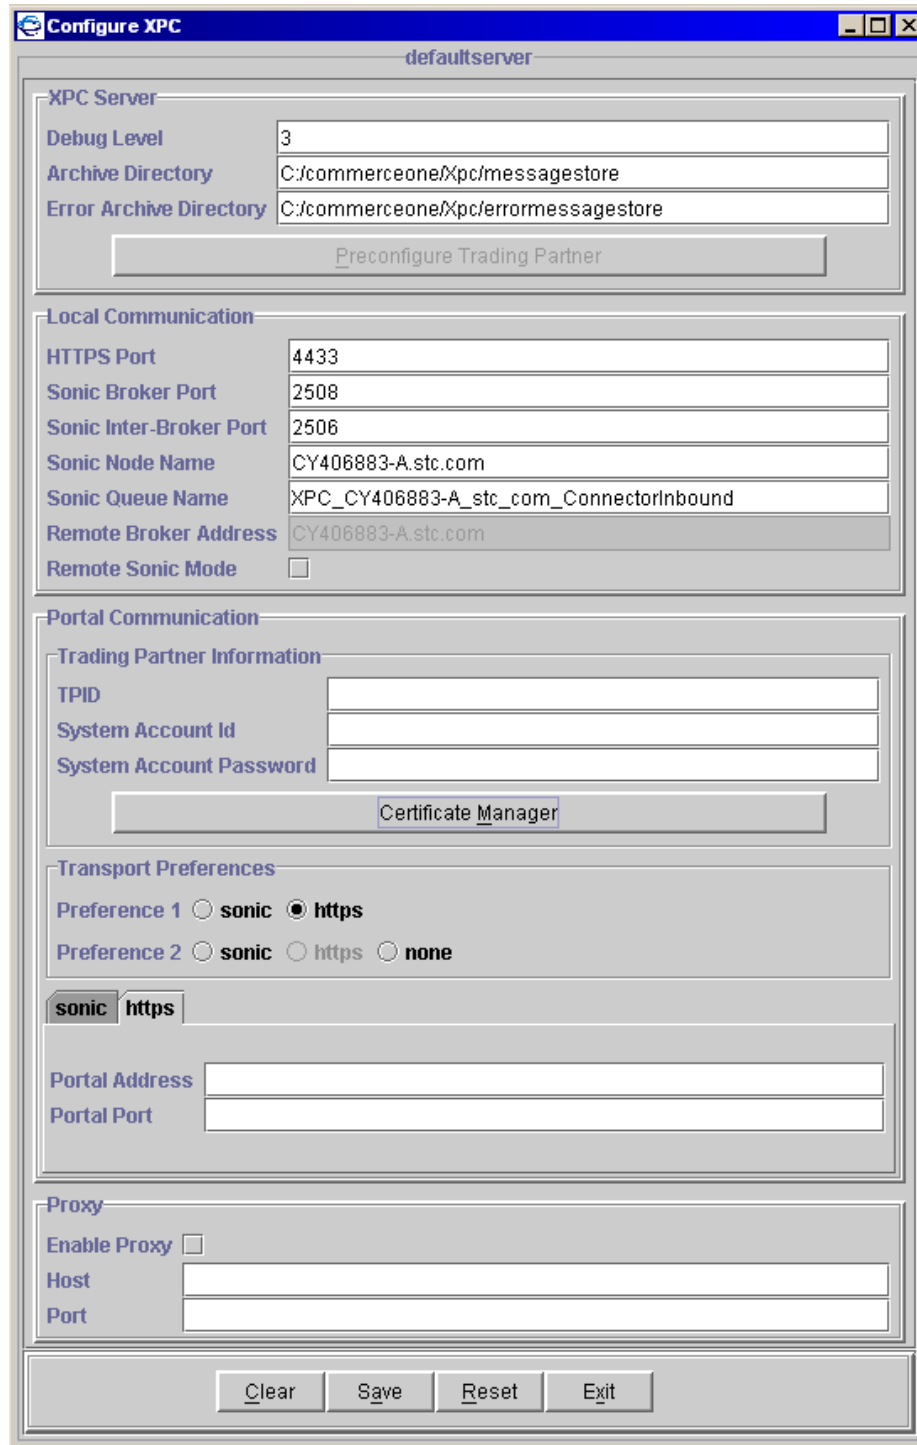 Configure XPC
defaultserver
XPC Server
Debug Level 3
Archive Directory C:/commerceone/Xpc/messagestore
Error Archive Directory C:/commerceone/Xpc/errormessagestore
Preconfigure Trading Partner
Local Communication
HTTPS Port 4433
Sonic Broker Port 2508
Sonic Inter-Broker Port 2506
Sonic Node Name CY406883-A.stc.com
Sonic Queue Name XPC_CY406883-A_stc_com_ConnectorInbound
Remote Broker Address CY406883-A.stc.com
Remote Sonic Mode
Portal Communication
Trading Partner Information
TPID
System Account Id
System Account Password
Certificate Manager
Transport Preferences
Preference 1 sonic https
Preference 2 sonic https none
sonic https
Portal Address
Portal Port
Proxy
Enable Proxy
Host
Port
Clear Save Reset Exit